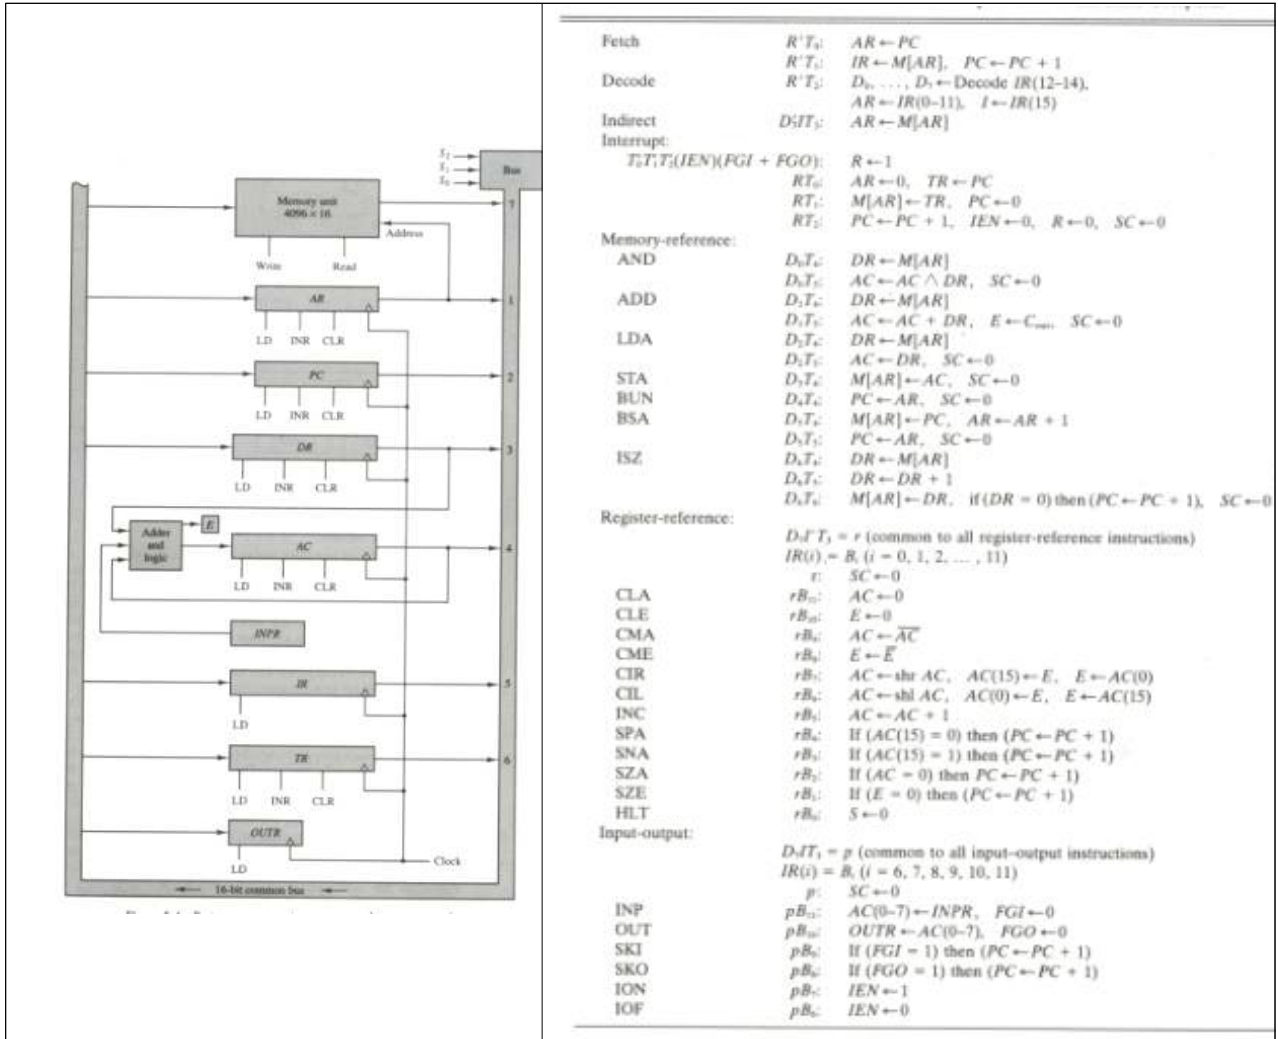 S₂
S₁
S₀
Bus
Memory unit
4096 × 16
7
Address
Write Read
AR
1
LD INR CLR
PC
2
LD INR CLR
DR
3
LD INR CLR
E
Adder
and
logic
AC
4
LD INR CLR
INPR
IR
5
LD
TR
6
LD INR CLR
OUTR
LD
Clock
16-bit common bus
Fetch R'T₀: AR ← PC
R'T₁: IR ← M[AR], PC ← PC + 1
Decode R'T₂: D₀, . . . , D₇ ← Decode IR(12–14),
AR ← IR(0–11), I ← IR(15)
Indirect D₇'IT₃: AR ← M[AR]
Interrupt:
T₀'T₁'T₂'(IEN)(FGI + FGO): R ← 1
RT₀: AR ← 0, TR ← PC
RT₁: M[AR] ← TR, PC ← 0
RT₂: PC ← PC + 1, IEN ← 0, R ← 0, SC ← 0
Memory-reference:
AND D₀T₄: DR ← M[AR]
D₀T₅: AC ← AC ∧ DR, SC ← 0
ADD D₁T₄: DR ← M[AR]
D₁T₅: AC ← AC + DR, E ← Cₒᵤₜ, SC ← 0
LDA D₂T₄: DR ← M[AR]
D₂T₅: AC ← DR, SC ← 0
STA D₃T₄: M[AR] ← AC, SC ← 0
BUN D₄T₄: PC ← AR, SC ← 0
BSA D₅T₄: M[AR] ← PC, AR ← AR + 1
D₅T₅: PC ← AR, SC ← 0
ISZ D₆T₄: DR ← M[AR]
D₆T₅: DR ← DR + 1
D₆T₆: M[AR] ← DR, if (DR = 0) then (PC ← PC + 1), SC ← 0
Register-reference:
D₇I'T₃ = r (common to all register-reference instructions)
IR(i) = Bᵢ (i = 0, 1, 2, ... , 11)
r: SC ← 0
CLA rB₁₁: AC ← 0
CLE rB₁₀: E ← 0
CMA rB₉: AC ← A̅C̅
CME rB₈: E ← E̅
CIR rB₇: AC ← shr AC, AC(15) ← E, E ← AC(0)
CIL rB₆: AC ← shl AC, AC(0) ← E, E ← AC(15)
INC rB₅: AC ← AC + 1
SPA rB₄: If (AC(15) = 0) then (PC ← PC + 1)
SNA rB₃: If (AC(15) = 1) then (PC ← PC + 1)
SZA rB₂: If (AC = 0) then PC ← PC + 1)
SZE rB₁: If (E = 0) then (PC ← PC + 1)
HLT rB₀: S ← 0
Input-output:
D₇IT₃ = p (common to all input–output instructions)
IR(i) = Bᵢ (i = 6, 7, 8, 9, 10, 11)
p: SC ← 0
INP pB₁₁: AC(0–7) ← INPR, FGI ← 0
OUT pB₁₀: OUTR ← AC(0–7), FGO ← 0
SKI pB₉: If (FGI = 1) then (PC ← PC + 1)
SKO pB₈: If (FGO = 1) then (PC ← PC + 1)
ION pB₇: IEN ← 1
IOF pB₆: IEN ← 0